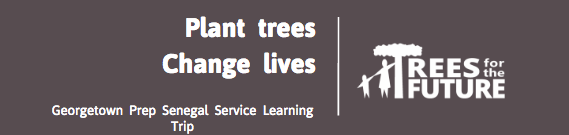 Plant trees
Change lives
Georgetown Prep Senegal Service Learning
Trip
TREES for the
FUTURE